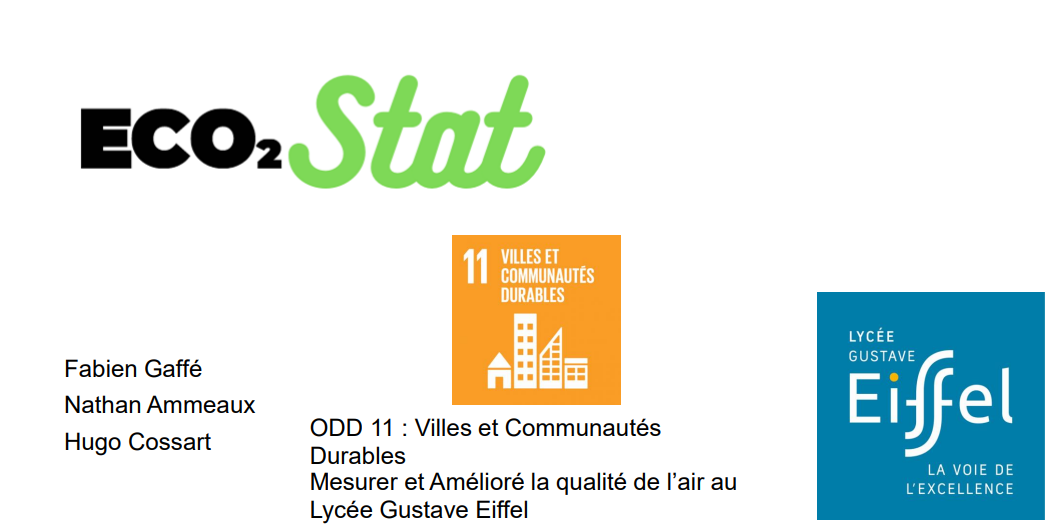 ECO₂Stat
11 VILLES ET
COMMUNAUTÉS
DURABLES
LYCÉE
GUSTAVE
Eiffel
LA VOIE DE
L'EXCELLENCE
Fabien Gaffé
Nathan Ammeaux
Hugo Cossart
ODD 11 : Villes et Communautés
Durables
Mesurer et Amélioré la qualité de l’air au
Lycée Gustave Eiffel